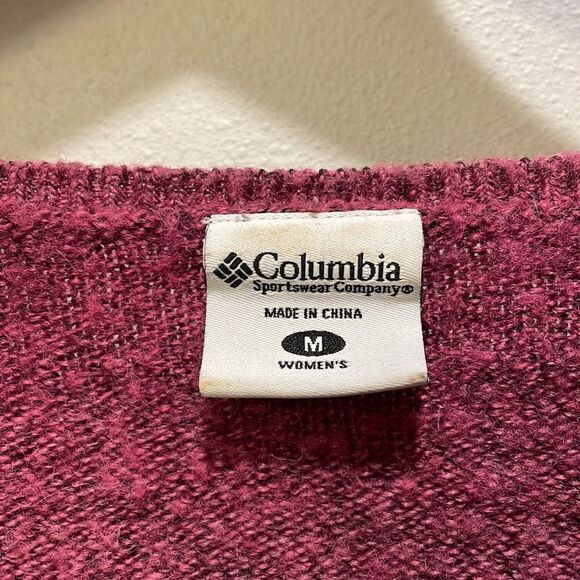 Columbia
Sportswear Company®
MADE IN CHINA
M
WOMEN'S